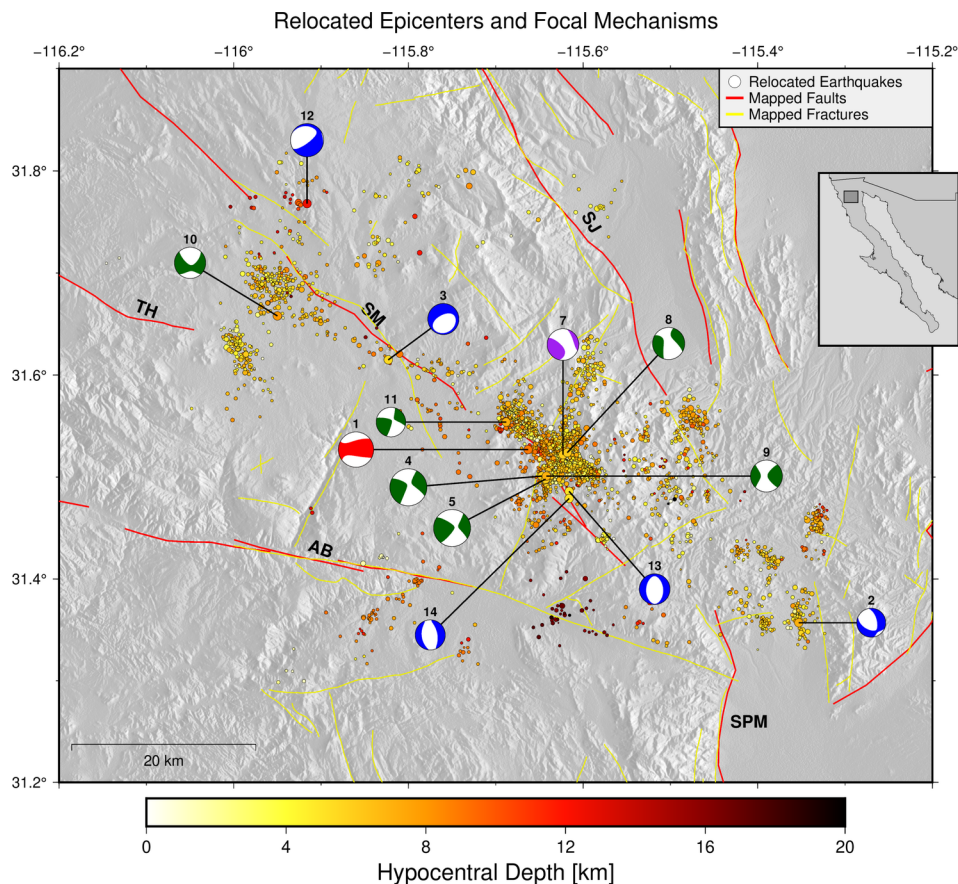 Relocated Epicenters and Focal Mechanisms
−116.2° −116° −115.8° −115.6° −115.4° −115.2°
Relocated Earthquakes
Mapped Faults
Mapped Fractures
12
31.8°
SJ
10
3
SM
7
8
TH
31.6°
11
1
9
4
5
AB
31.4°
13
2
14
SPM
20 km
31.2°
0 4 8 12 16 20
Hypocentral Depth [km]